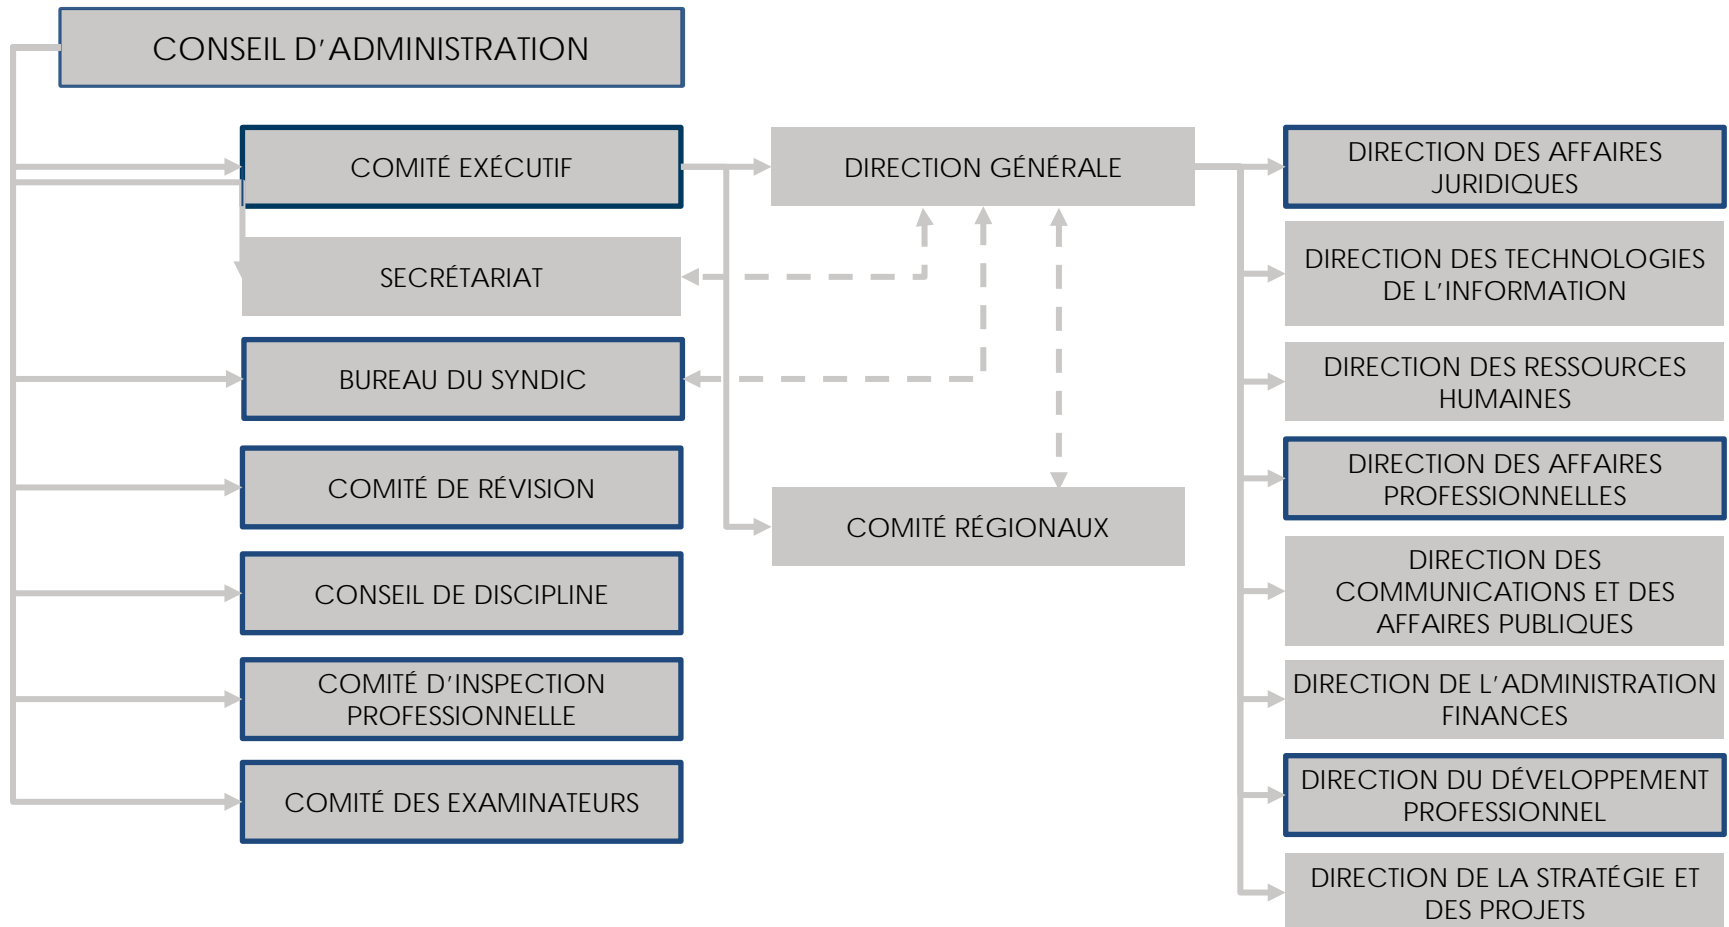 CONSEIL D'ADMINISTRATION
COMITÉ EXÉCUTIF
SECRÉTARIAT
BUREAU DU SYNDIC
COMITÉ DE RÉVISION
CONSEIL DE DISCIPLINE
COMITÉ D'INSPECTION
PROFESSIONNELLE
COMITÉ DES EXAMINATEURS
DIRECTION GÉNÉRALE
COMITÉ RÉGIONAUX
DIRECTION DES AFFAIRES
JURIDIQUES
DIRECTION DES TECHNOLOGIES
DE L'INFORMATION
DIRECTION DES RESSOURCES
HUMAINES
DIRECTION DES AFFAIRES
PROFESSIONNELLES
DIRECTION DES
COMMUNICATIONS ET DES
AFFAIRES PUBLIQUES
DIRECTION DE L'ADMINISTRATION
FINANCES
DIRECTION DU DÉVELOPPEMENT
PROFESSIONNEL
DIRECTION DE LA STRATÉGIE ET
DES PROJETS